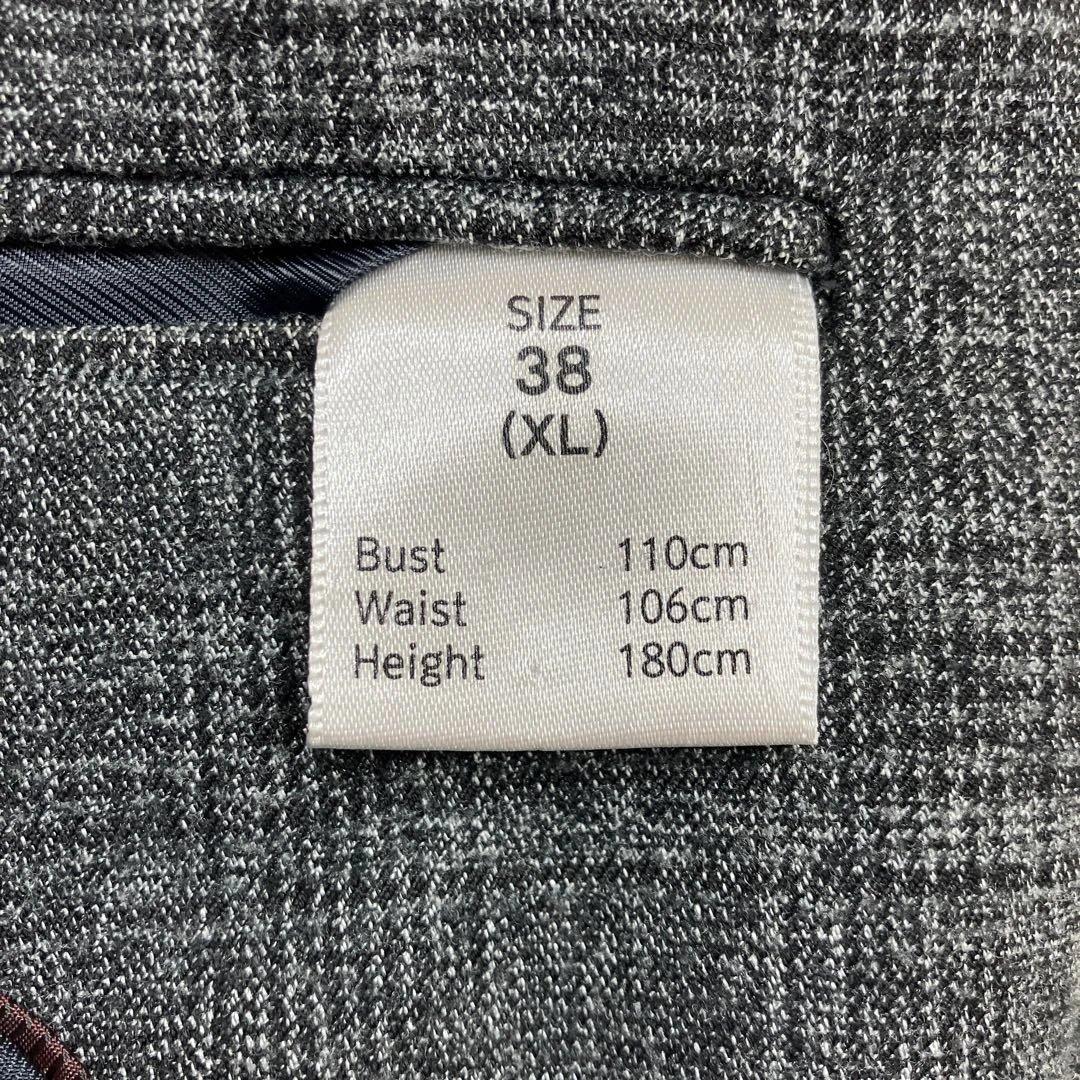 SIZE
38
(XL)
Bust 110cm
Waist 106cm
Height 180cm